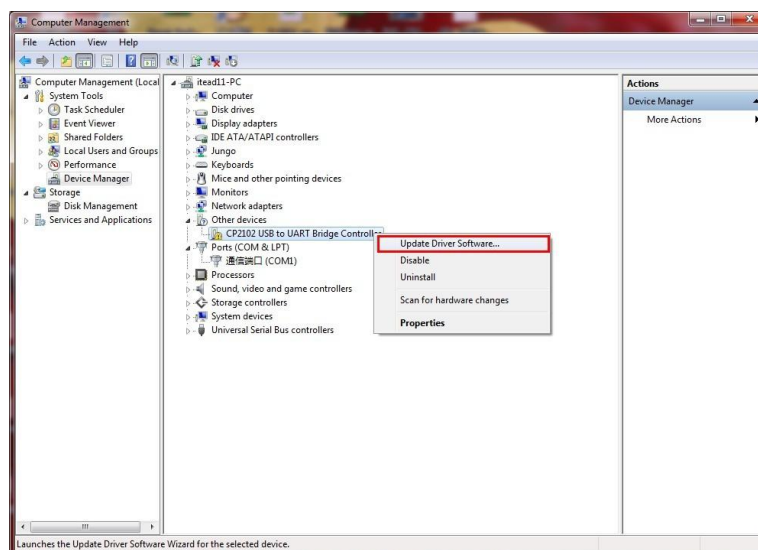 Computer Management
File Action View Help
Computer Management (Local
System Tools
Task Scheduler
Event Viewer
Shared Folders
Local Users and Groups
Performance
Device Manager
Storage
Disk Management
Services and Applications
itead11-PC
Computer
Disk drives
Display adapters
IDE ATA/ATAPI controllers
Jungo
Keyboards
Mice and other pointing devices
Monitors
Network adapters
Other devices
CP2102 USB to UART Bridge Controller
Ports (COM & LPT)
通信端口 (COM1)
Processors
Sound, video and game controllers
Storage controllers
System devices
Universal Serial Bus controllers
Update Driver Software...
Disable
Uninstall
Scan for hardware changes
Properties
Actions
Device Manager
More Actions
Launches the Update Driver Software Wizard for the selected device.